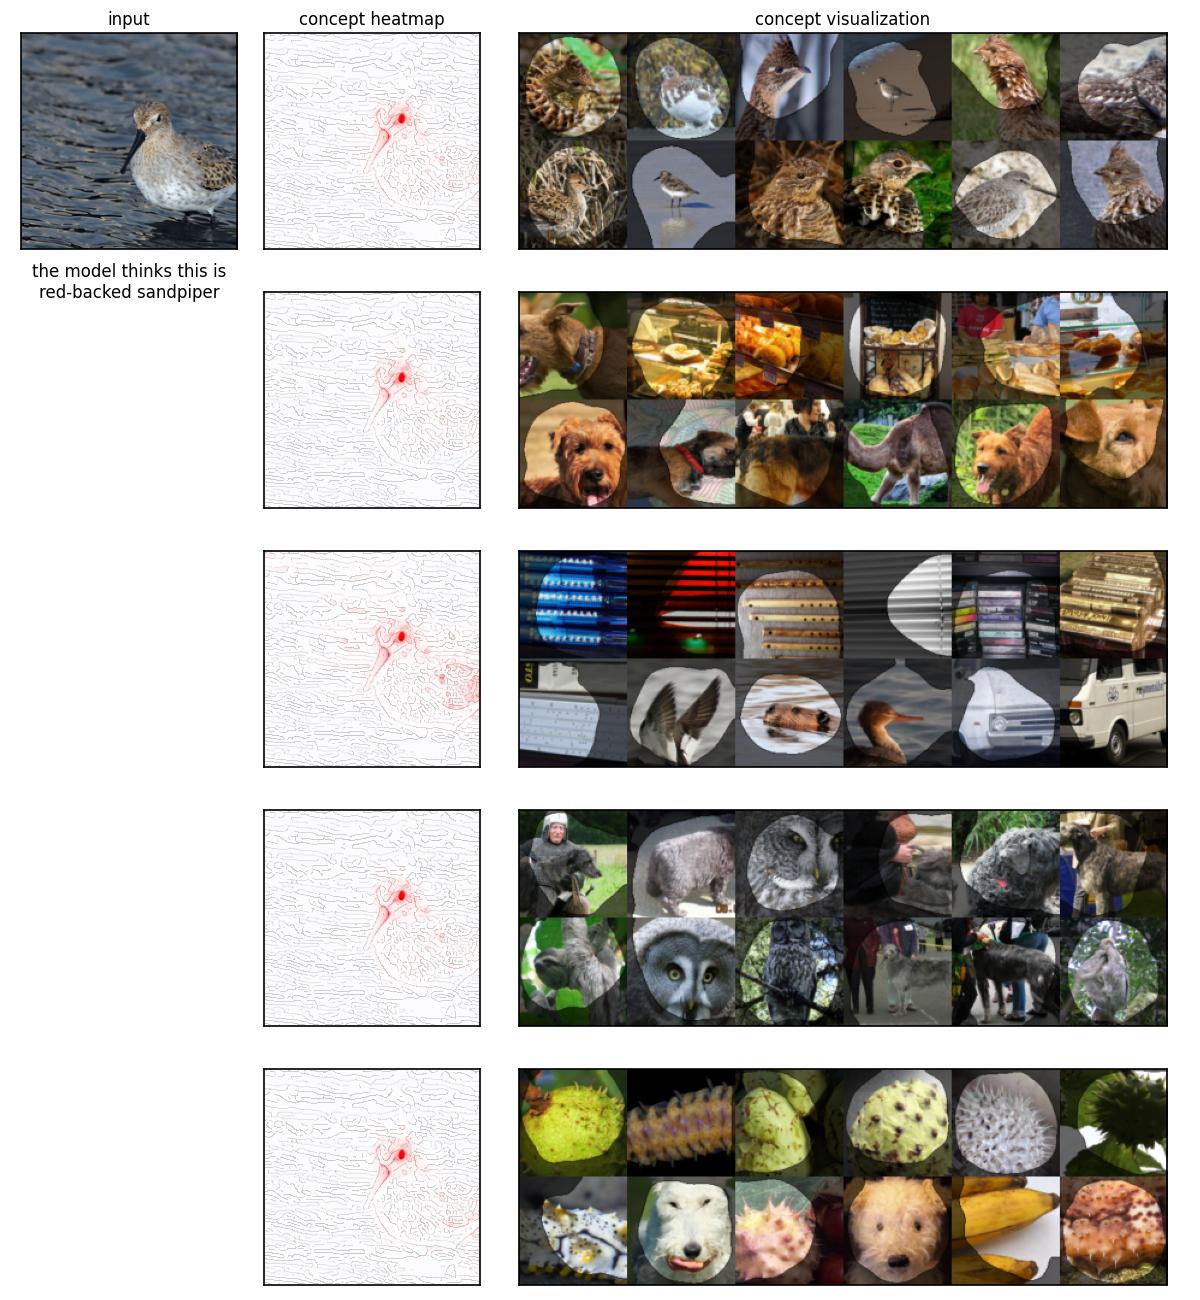 input
concept heatmap
concept visualization
the model thinks this is
red-backed sandpiper